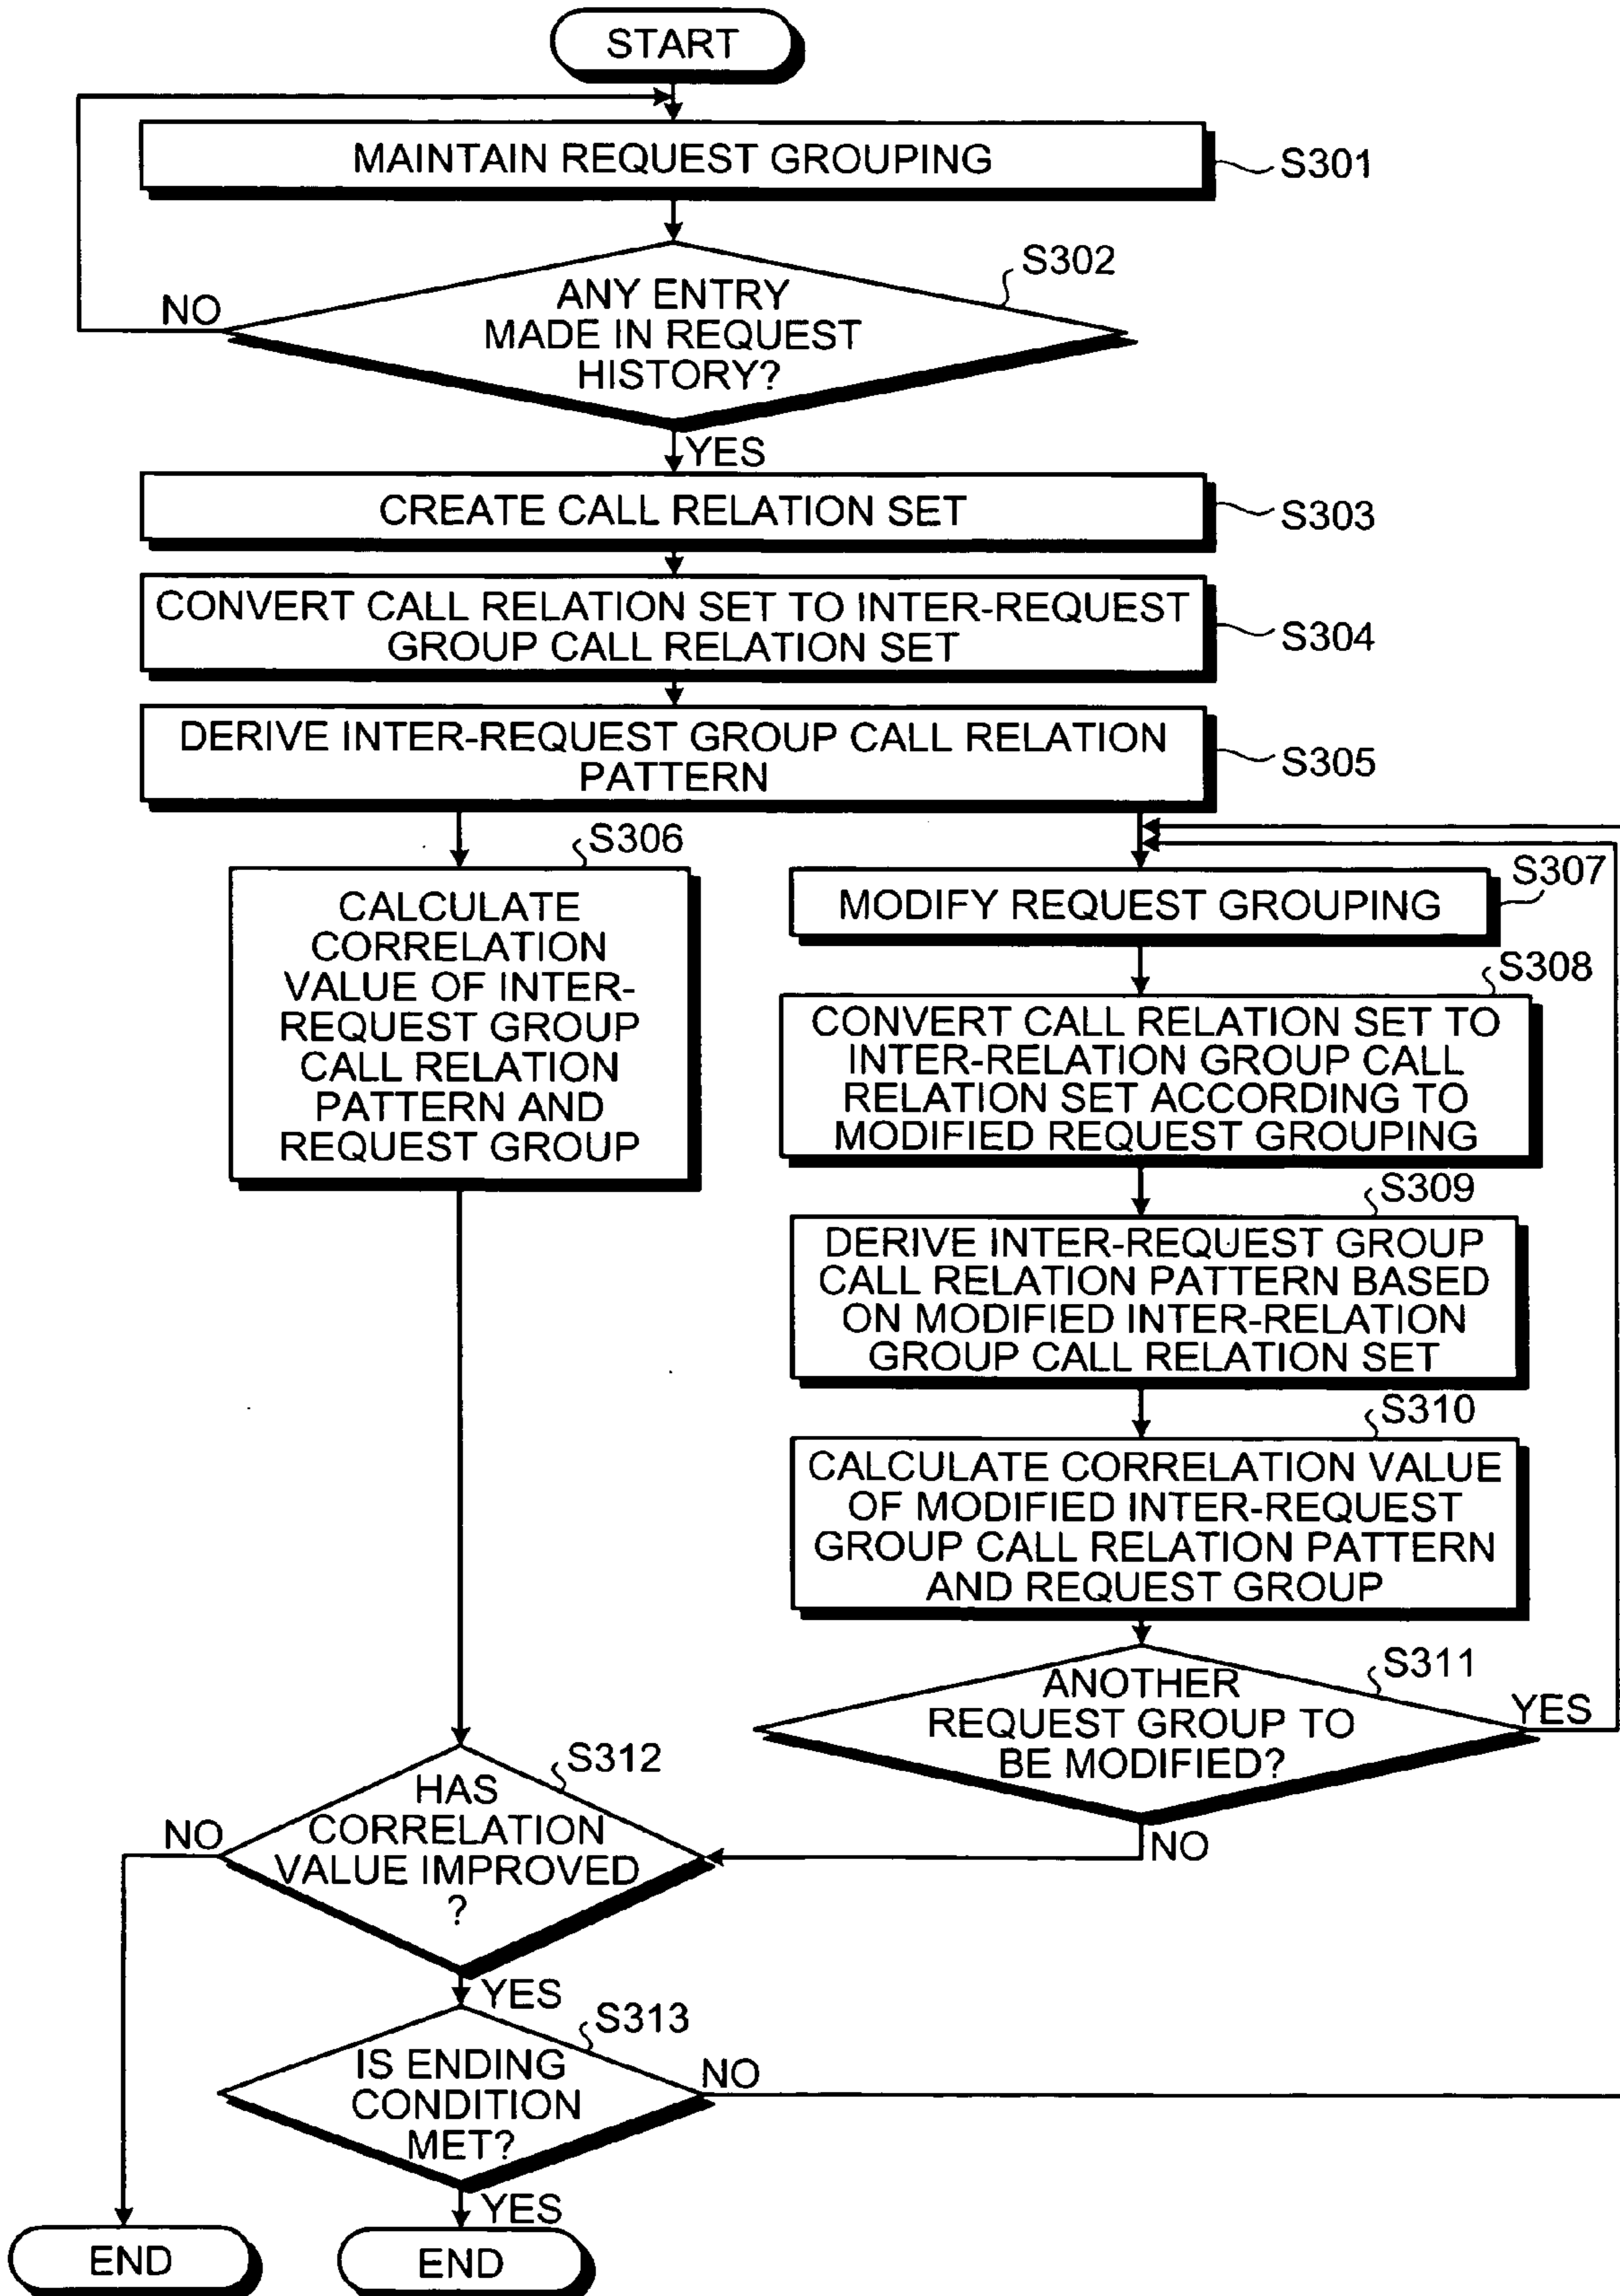 START
MAINTAIN REQUEST GROUPING
S301
S302
ANY ENTRY
MADE IN REQUEST
HISTORY?
NO
YES
CREATE CALL RELATION SET
S303
CONVERT CALL RELATION SET TO INTER-REQUEST
GROUP CALL RELATION SET
S304
DERIVE INTER-REQUEST GROUP CALL RELATION
PATTERN
S305
S306
CALCULATE
CORRELATION
VALUE OF INTER-
REQUEST GROUP
CALL RELATION
PATTERN AND
REQUEST GROUP
S307
MODIFY REQUEST GROUPING
S308
CONVERT CALL RELATION SET TO
INTER-RELATION GROUP CALL
RELATION SET ACCORDING TO
MODIFIED REQUEST GROUPING
S309
DERIVE INTER-REQUEST GROUP
CALL RELATION PATTERN BASED
ON MODIFIED INTER-RELATION
GROUP CALL RELATION SET
S310
CALCULATE CORRELATION VALUE
OF MODIFIED INTER-REQUEST
GROUP CALL RELATION PATTERN
AND REQUEST GROUP
S311
ANOTHER
REQUEST GROUP TO
BE MODIFIED?
YES
NO
S312
HAS
CORRELATION
VALUE IMPROVED
?
NO
YES
S313
IS ENDING
CONDITION
MET?
NO
YES
END
END